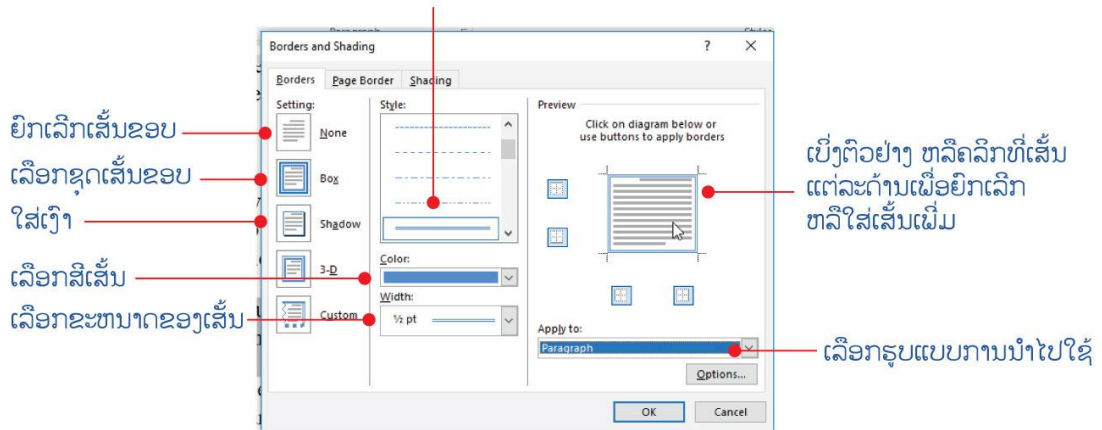 Borders and Shading
?
Borders
Page Border
Shading
Setting:
None
Box
Shadow
3-D
Custom
Style:
Color:
Width:
½ pt
Preview
Click on diagram below or
use buttons to apply borders
Apply to:
Paragraph
Options...
OK
Cancel
ຍົກເລີກເສັ້ນຂອບ
ເລືອກຊຸດເສັ້ນຂອບ
ໃສ່ເງົາ
ເລືອກສີເສັ້ນ
ເລືອກຂະຫນາດຂອງເສັ້ນ
ເບິ່ງຕົວຢ່າງ ຫລືຄລິກທີ່ເສັ້ນ
ແຕ່ລະດ້ານເພື່ອຍົກເລີກ
ຫລືໃສ່ເສັ້ນເພີ່ມ
ເລືອກຮູບແບບການນຳໄປໃຊ້